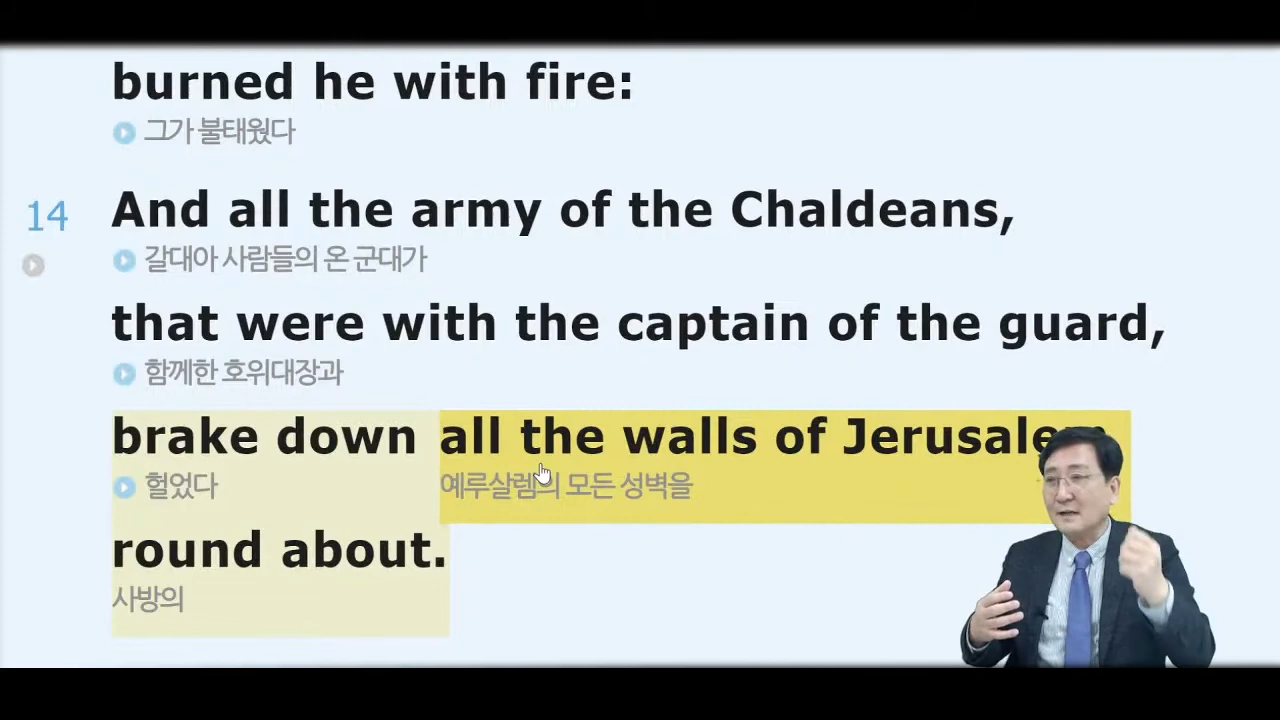 burned he with fire:
그가 불태웠다
14 And all the army of the Chaldeans,
갈대아 사람들의 온 군대가
that were with the captain of the guard,
함께한 호위대장과
brake down all the walls of
헐었다 예루살렘의 모든 성벽을
round about.
사방의